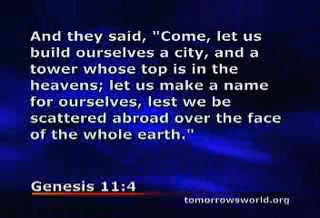 And they said, "Come, let us
build ourselves a city, and a
tower whose top is in the
heavens; let us make a name
for ourselves, lest we be
scattered abroad over the face
of the whole earth."
Genesis 11:4
tomorrowsworld.org